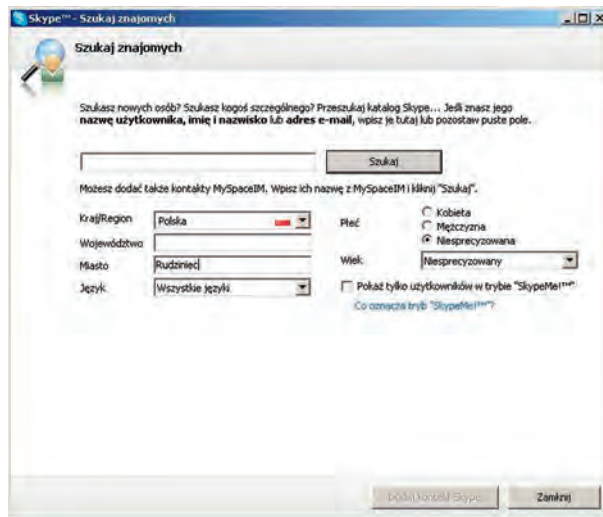 Skype™ - Szukaj znajomych
Szukaj znajomych
Szukasz nowych osób? Szukasz kogoś szczególnego? Przeszukaj katalog Skype... Jeśli znasz jego
nazwę użytkownika, imię i nazwisko lub adres e-mail, wpisz je tutaj lub pozostaw puste pole.
Szukaj
Możesz dodać także kontakty MySpaceIM. Wpisz ich nazwę z MySpaceIM i kliknij "Szukaj".
Kraj/Region Polska
Województwo
Miasto Rudziniec
Język Wszystkie języki
Płeć Kobieta
Mężczyzna
Niesprecyzowana
Wiek Niesprecyzowany
Pokaż tylko użytkowników w trybie "SkypeMe!™"
Co oznacza tryb "SkypeMe!™"?
Dodaj kontakt Skype Zamknij